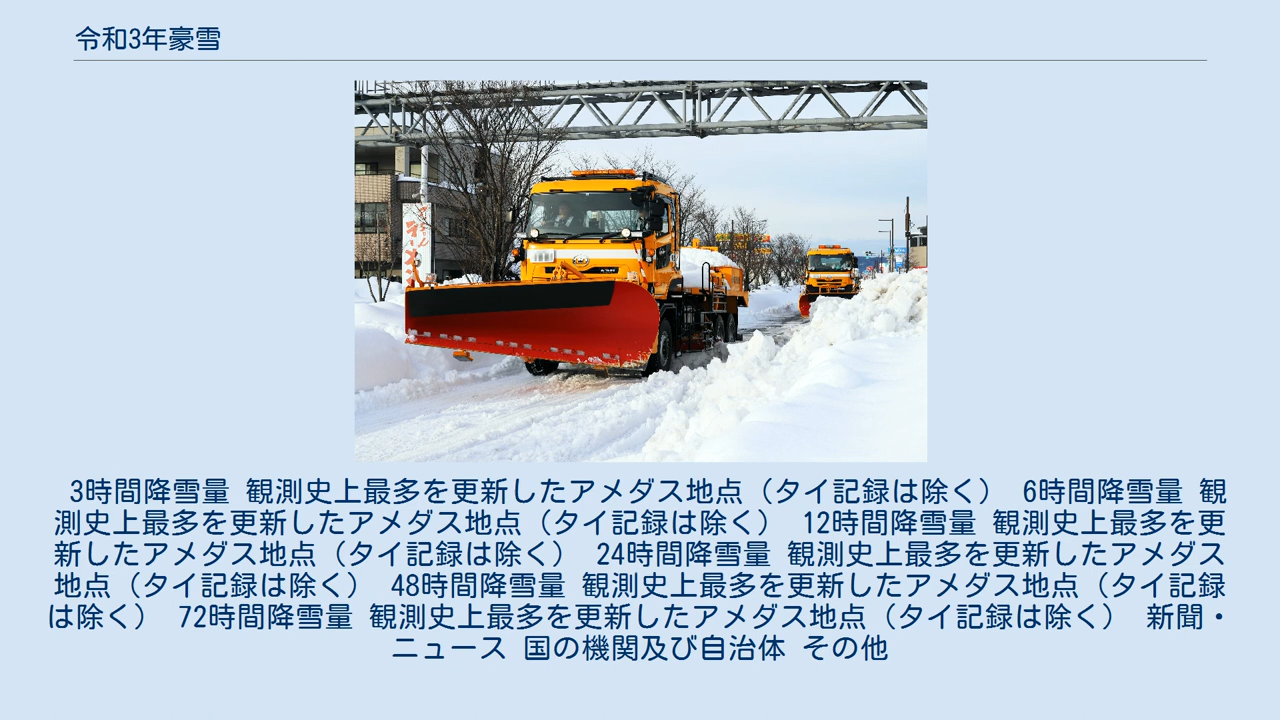 令和3年豪雪
3時間降雪量 観測史上最多を更新したアメダス地点（タイ記録は除く） 6時間降雪量 観
測史上最多を更新したアメダス地点（タイ記録は除く） 12時間降雪量 観測史上最多を更
新したアメダス地点（タイ記録は除く） 24時間降雪量 観測史上最多を更新したアメダス
地点（タイ記録は除く） 48時間降雪量 観測史上最多を更新したアメダス地点（タイ記録
は除く） 72時間降雪量 観測史上最多を更新したアメダス地点（タイ記録は除く） 新聞・
ニュース 国の機関及び自治体 その他